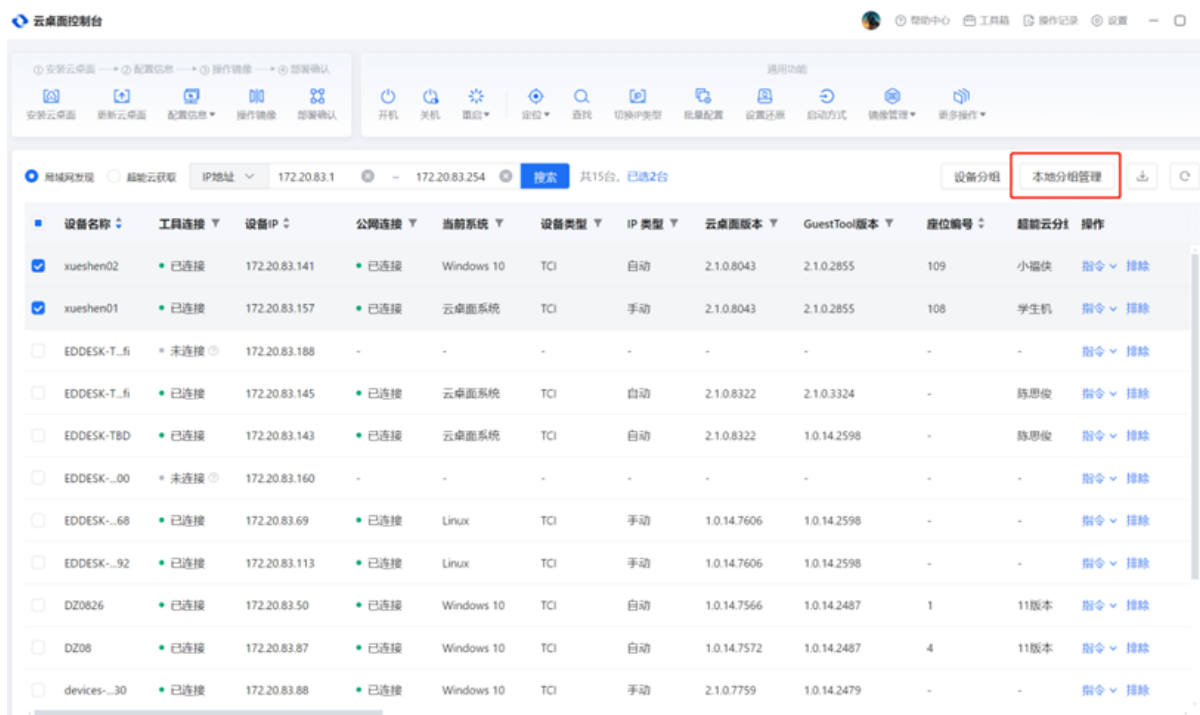 云桌面控制台 帮助中心 工具箱 操作记录 设置
① 安装云桌面 ② 配置信息 ③ 操作镜像 ④ 部署确认 通用功能
安装云桌面 更新云桌面 配置信息 操作镜像 部署确认 开机 关机 重启 定位 查找 切换IP类型 批量配置 设置还原 启动方式 镜像管理 更多操作
局域网发现 超能云获取 IP地址 172.20.83.1 - 172.20.83.254 搜索 共15台, 已选2台 设备分组 本地分组管理
设备名称 工具连接 设备IP 公网连接 当前系统 设备类型 IP 类型 云桌面版本 GuestTool版本 座位编号 超能云分 操作
xueshen02 已连接 172.20.83.141 已连接 Windows 10 TCI 自动 2.1.0.8043 2.1.0.2855 109 小福侠 指令 排除
xueshen01 已连接 172.20.83.157 已连接 云桌面系统 TCI 手动 2.1.0.8043 2.1.0.2855 108 学生机 指令 排除
EDDESK-T...fi 未连接 172.20.83.188 - - - - - - - - 指令 排除
EDDESK-T...fi 已连接 172.20.83.145 已连接 云桌面系统 TCI 自动 2.1.0.8322 2.1.0.3324 - 陈思俊 指令 排除
EDDESK-TBD 已连接 172.20.83.143 已连接 云桌面系统 TCI 自动 2.1.0.8322 1.0.14.2598 - 陈思俊 指令 排除
EDDESK-...00 未连接 172.20.83.160 - - - - - - - - 指令 排除
EDDESK-...68 已连接 172.20.83.69 已连接 Linux TCI 手动 1.0.14.7606 1.0.14.2598 - - 指令 排除
EDDESK-...92 已连接 172.20.83.113 已连接 Linux TCI 手动 1.0.14.7606 1.0.14.2598 - - 指令 排除
DZ0826 已连接 172.20.83.50 已连接 Windows 10 TCI 自动 1.0.14.7566 1.0.14.2487 1 11版本 指令 排除
DZ08 已连接 172.20.83.87 已连接 Windows 10 TCI 自动 1.0.14.7572 1.0.14.2487 4 11版本 指令 排除
devices-...30 已连接 172.20.83.88 已连接 Windows 10 TCI 手动 2.1.0.7759 1.0.14.2479 - - 指令 排除